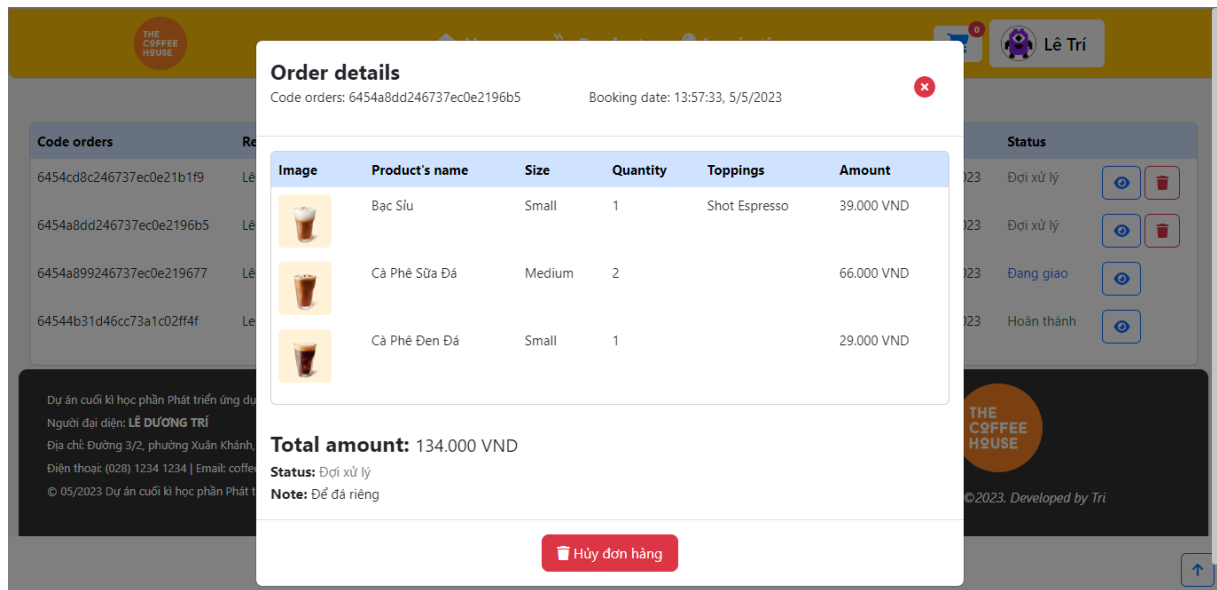 THE
COFFEE
HOUSE
0
Lê Trí
Order details
Code orders: 6454a8dd246737ec0e2196b5 Booking date: 13:57:33, 5/5/2023
Image Product's name Size Quantity Toppings Amount
Bạc Sỉu Small 1 Shot Espresso 39.000 VND
Cà Phê Sữa Đá Medium 2 66.000 VND
Cà Phê Đen Đá Small 1 29.000 VND
Total amount: 134.000 VND
Status: Đợi xử lý
Note: Để đá riêng
Hủy đơn hàng
Code orders Status
6454cd8c246737ec0e21b1f9 Đợi xử lý
6454a8dd246737ec0e2196b5 Đợi xử lý
6454a899246737ec0e219677 Đang giao
64544b31d46cc73a1c02ff4f Hoàn thành
Dự án cuối kì học phần Phát triển ứng
Người đại diện: LÊ DƯƠNG TRÍ
Địa chỉ: Đường 3/2, phường Xuân Khánh,
Điện thoại: (028) 1234 1234 | Email:
© 05/2023 Dự án cuối kì học phần Phát
THE
COFFEE
HOUSE
©2023. Developed by Tri